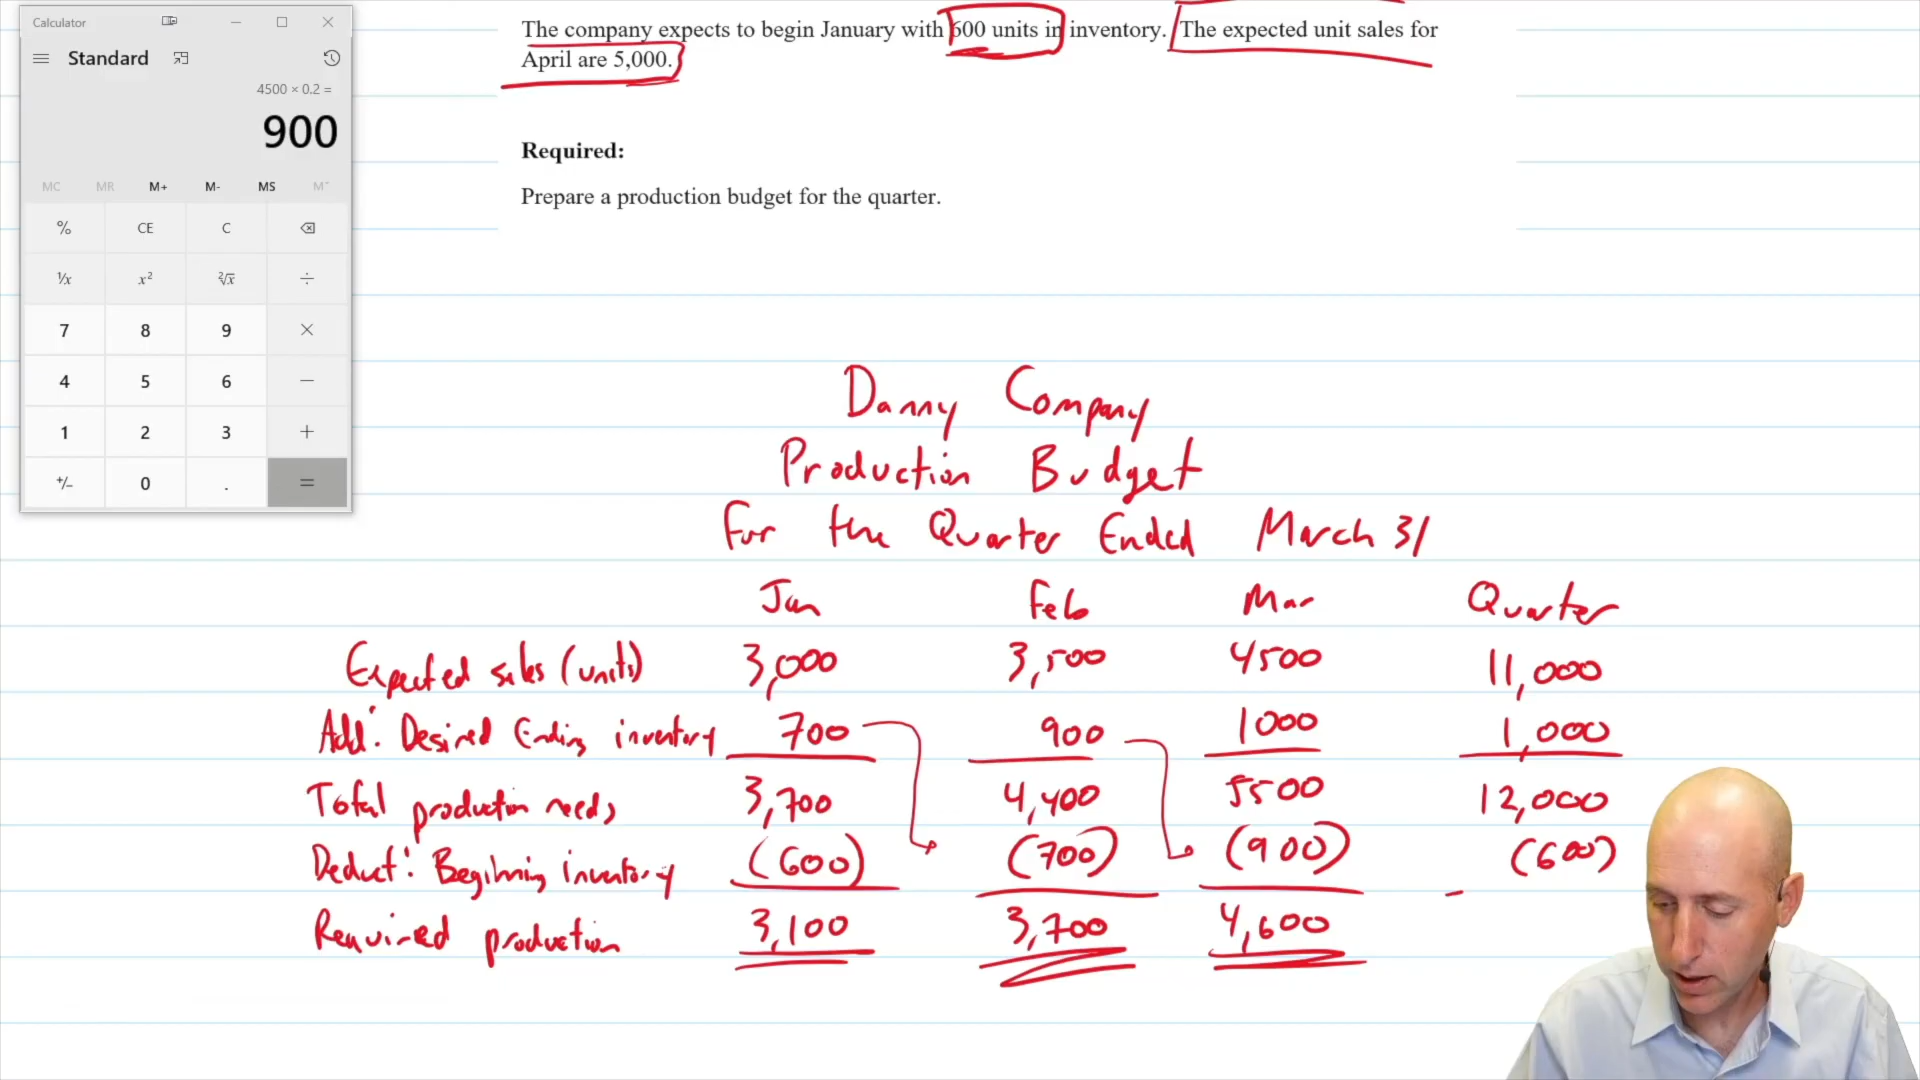 Calculator
Standard
4500 × 0.2 =
900
MC MR M+ M- MS M˅
% CE C
¹/x x² ²√x ÷
7 8 9 ×
4 5 6 −
1 2 3 +
+/− 0 . =
The company expects to begin January with 600 units in inventory. The expected unit sales for
April are 5,000.
Required:
Prepare a production budget for the quarter.
Danny Company
Production Budget
For the Quarter Ended March 31
Jan Feb Mar Quarter
Expected sales (units) 3,000 3,500 4500 11,000
Add: Desired Ending inventory 700 900 1000 1,000
Total production needs 3,700 4,400 5500 12,000
Deduct: Beginning inventory (600) (700) (900) (600)
Required production 3,100 3,700 4,600